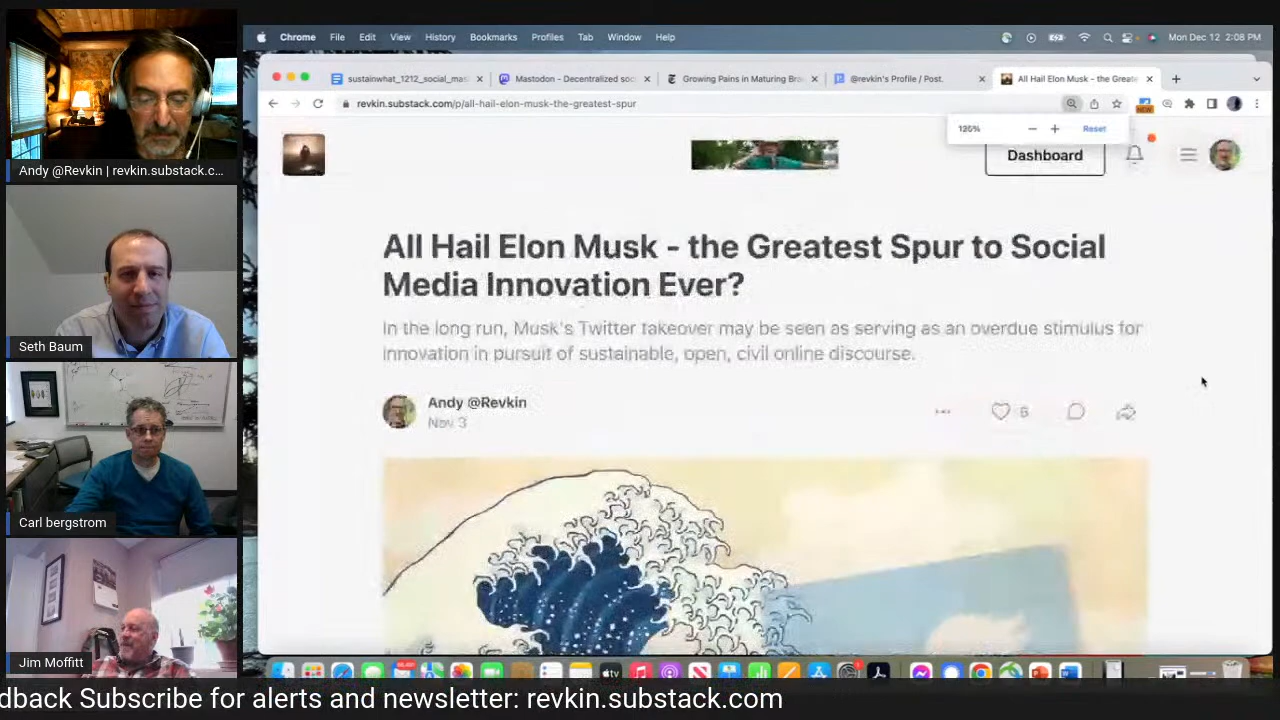 Andy @Revkin | revkin.substack.c...
Seth Baum
Carl bergstrom
Jim Moffitt
Chrome File Edit View History Bookmarks Profiles Tab Window Help
Mon Dec 12 2:08 PM
sustainwhat_1212_social_mas
Mastodon - Decentralized soc
Growing Pains in Maturing Bra
@revkin's Profile / Post.
All Hail Elon Musk - the Greate
revkin.substack.com/p/all-hail-elon-musk-the-greatest-spur
NEW
125% Reset
Dashboard
All Hail Elon Musk - the Greatest Spur to Social
Media Innovation Ever?
In the long run, Musk's Twitter takeover may be seen as serving as an overdue stimulus for
innovation in pursuit of sustainable, open, civil online discourse.
Andy @Revkin
Nov 3
6
tv
dback Subscribe for alerts and newsletter: revkin.substack.com